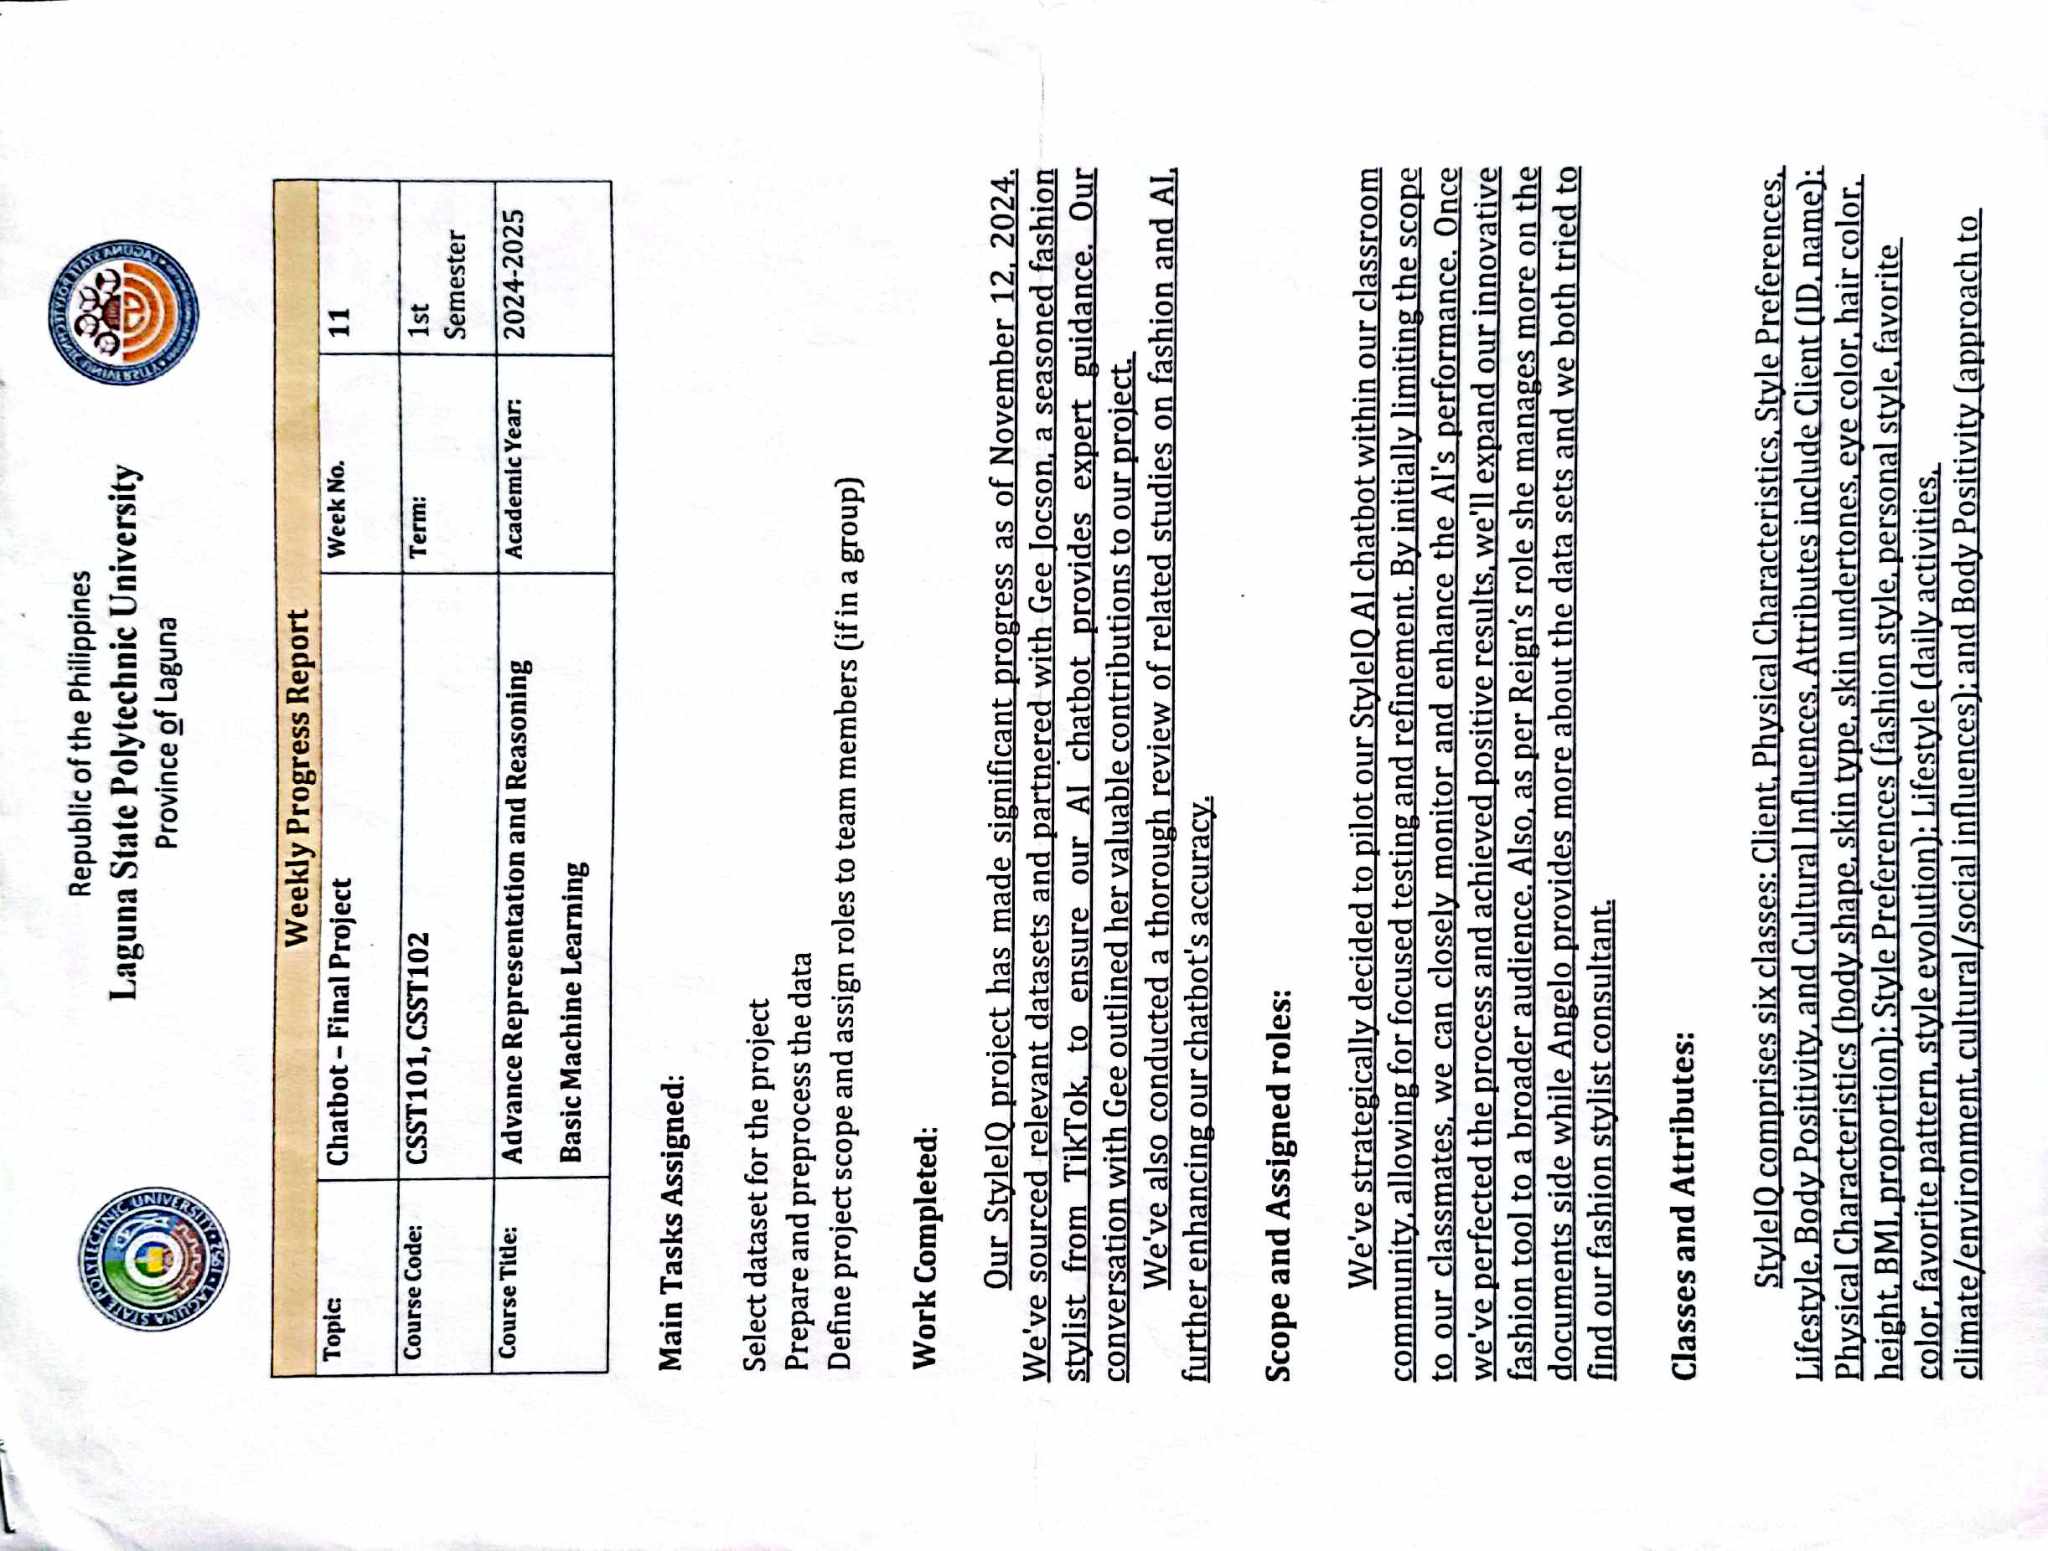 Republic of the Philippines
Laguna State Polytechnic University
Province of Laguna
Weekly Progress Report
Topic: Chatbot – Final Project Week No. 11
Course Code: CSST101, CSST102 Term: 1st
Semester
Course Title: Advance Representation and Reasoning Academic Year: 2024-2025
Basic Machine Learning
Main Tasks Assigned:
Select dataset for the project
Prepare and preprocess the data
Define project scope and assign roles to team members (if in a group)
Work Completed:
Our StyleIQ project has made significant progress as of November 12, 2024.
We've sourced relevant datasets and partnered with Gee Jocson, a seasoned fashion
stylist from TikTok, to ensure our AI chatbot provides expert guidance. Our
conversation with Gee outlined her valuable contributions to our project.
We've also conducted a thorough review of related studies on fashion and AI,
further enhancing our chatbot's accuracy.
Scope and Assigned roles:
We've strategically decided to pilot our StyleIQ AI chatbot within our classroom
community, allowing for focused testing and refinement. By initially limiting the scope
to our classmates, we can closely monitor and enhance the AI's performance. Once
we've perfected the process and achieved positive results, we'll expand our innovative
fashion tool to a broader audience. Also, as per Reign's role she manages more on the
documents side while Angelo provides more about the data sets and we both tried to
find our fashion stylist consultant.
Classes and Attributes:
StyleIQ comprises six classes: Client, Physical Characteristics, Style Preferences,
Lifestyle, Body Positivity, and Cultural Influences. Attributes include Client (ID, name);
Physical Characteristics (body shape, skin type, skin undertones, eye color, hair color,
height, BMI, proportion); Style Preferences (fashion style, personal style, favorite
color, favorite pattern, style evolution); Lifestyle (daily activities,
climate/environment, cultural/social influences); and Body Positivity (approach to